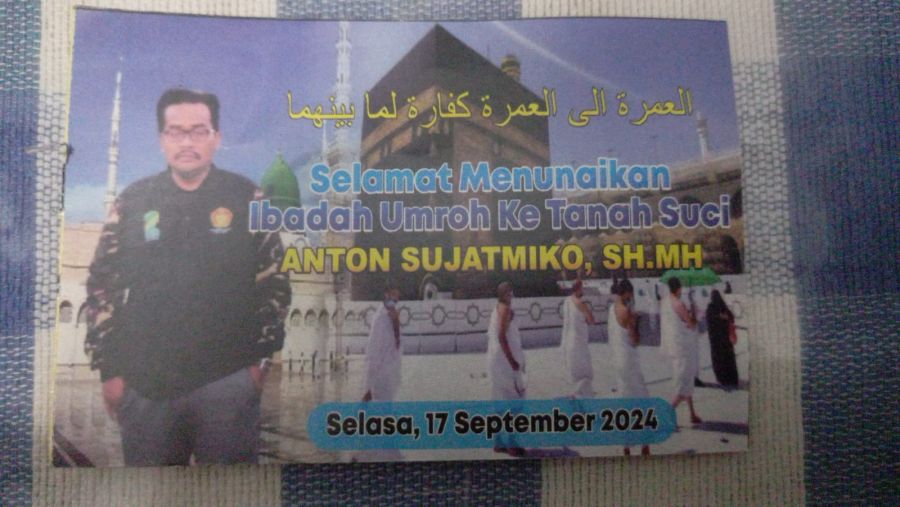 العمرة الى العمرة كفارة لما بينهما
Selamat Menunaikan
Ibadah Umroh Ke Tanah Suci
ANTON SUJATMIKO, SH.MH
Selasa, 17 September 2024